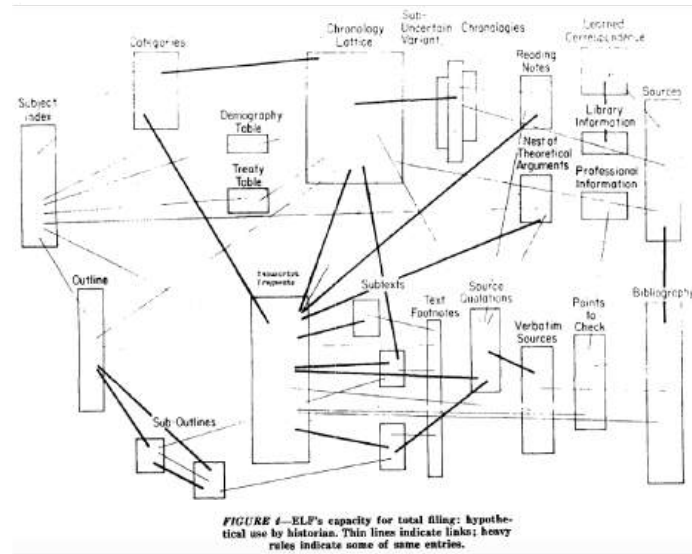 Categories
Chronology
Lattice
Sub-
Uncertain
Variant
Chronologies
Reading
Notes
Learned
Correspondence
Sources
Subject
index
Demography
Table
Treaty
Table
Nest of
Theoretical
Arguments
Library
Information
Professional
Information
Outline
Subtexts
Text
Footnotes
Source
Quotations
Verbatim
Sources
Points
to
Check
Bibliography
Sub-Outlines
FIGURE 4—ELF's capacity for total filing: hypothe-
tical use by historian. Thin lines indicate links; heavy
rules indicate some of same entries.